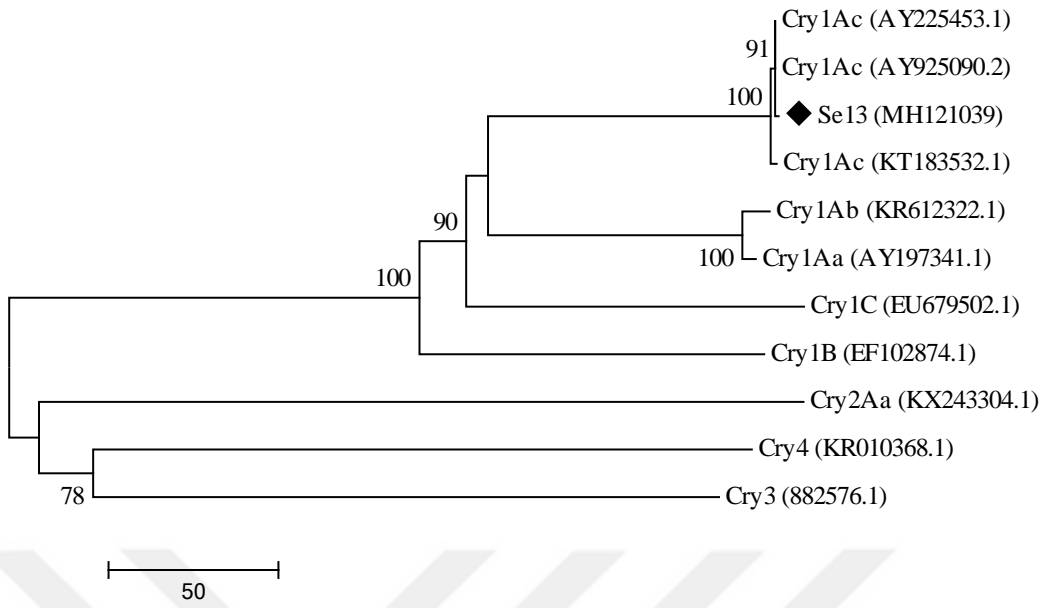 Cry1Ac (AY225453.1)
91
Cry1Ac (AY925090.2)
100
Se13 (MH121039)
Cry1Ac (KT183532.1)
Cry1Ab (KR612322.1)
90
100
Cry1Aa (AY197341.1)
100
Cry1C (EU679502.1)
Cry1B (EF102874.1)
Cry2Aa (KX243304.1)
Cry4 (KR010368.1)
78
Cry3 (882576.1)
50